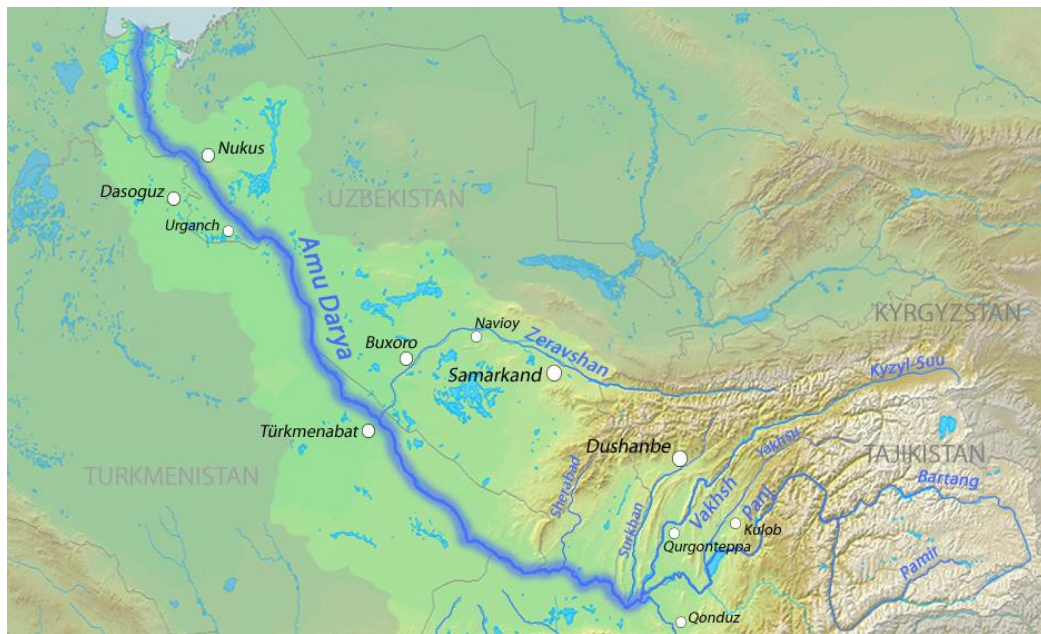 Nukus
Dasoguz
UZBEKISTAN
Urganch
Amu Darya
KYRGYZSTAN
Navioy
Buxoro
Zeravshan
Kyzyl-Suu
Samarkand
Türkmenabat
Dushanbe
Yakhsu
TAJIKISTAN
TURKMENISTAN
Bartang
Sherabad
Vakhsh
Panj
Surkhan
Kulob
Qurgonteppa
Pamir
Qonduz